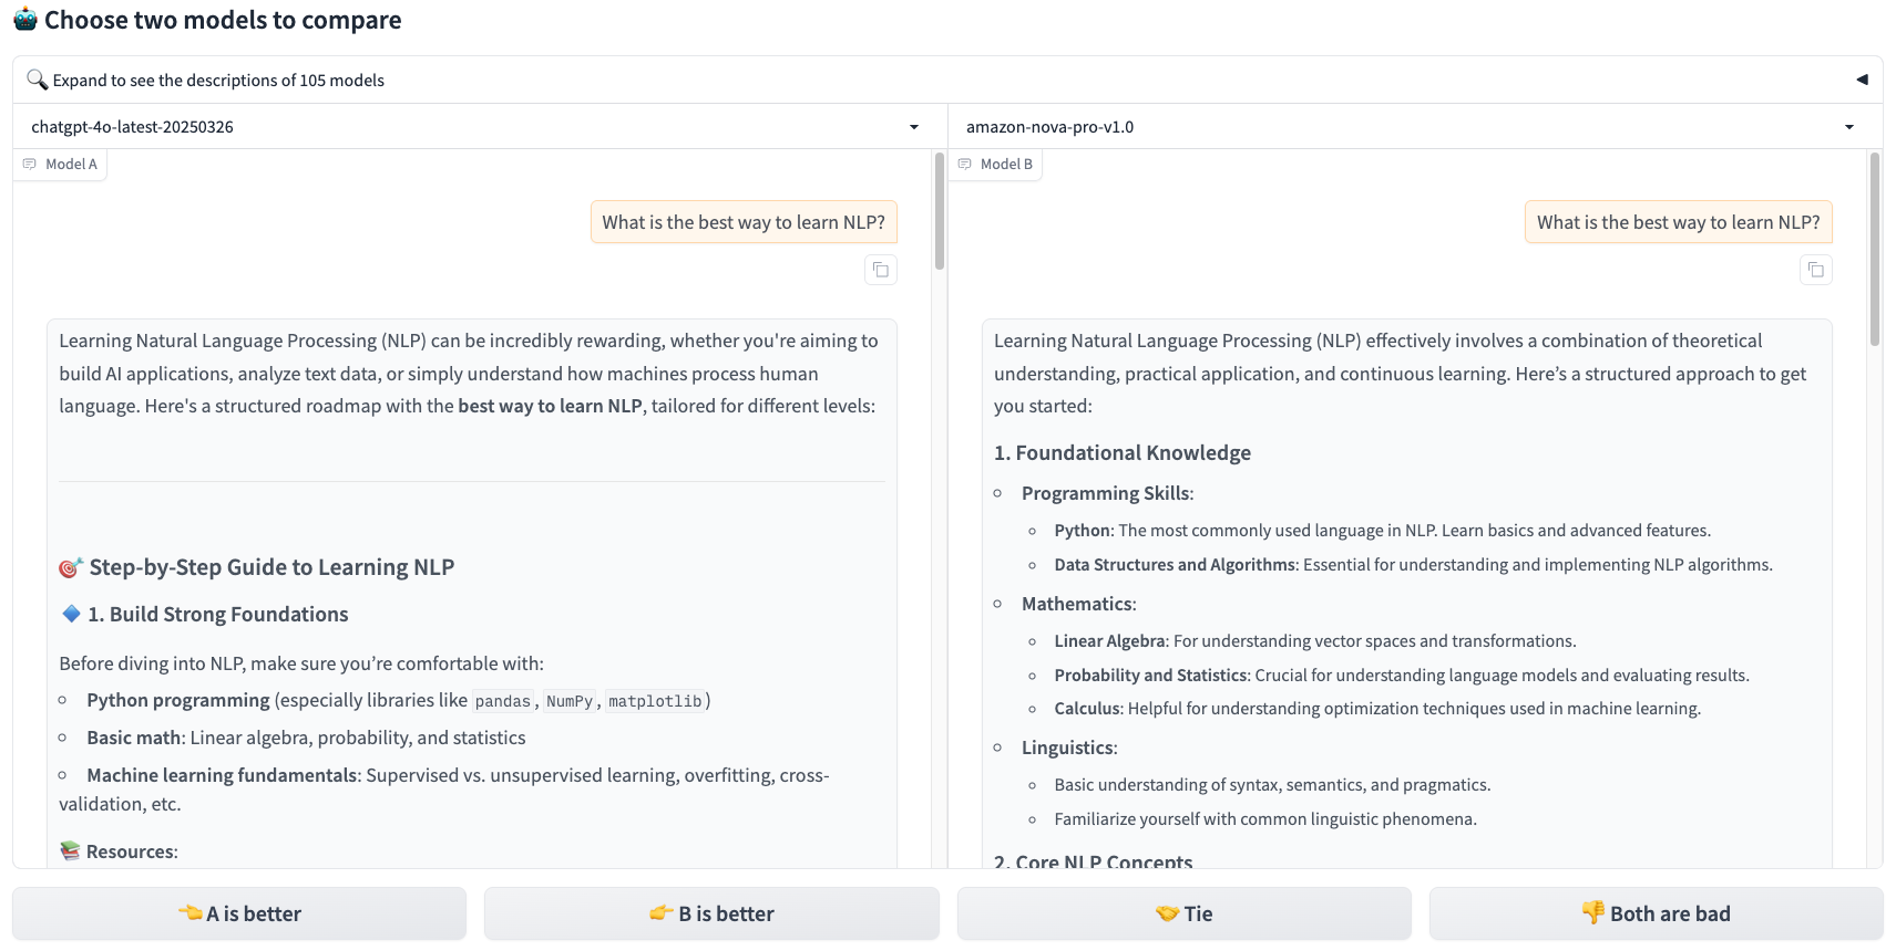 🤖 Choose two models to compare
🔍 Expand to see the descriptions of 105 models
chatgpt-4o-latest-20250326
Model A
What is the best way to learn NLP?
Learning Natural Language Processing (NLP) can be incredibly rewarding, whether you're aiming to
build AI applications, analyze text data, or simply understand how machines process human
language. Here's a structured roadmap with the best way to learn NLP, tailored for different levels:
🎯 Step-by-Step Guide to Learning NLP
🔷 1. Build Strong Foundations
Before diving into NLP, make sure you’re comfortable with:
Python programming (especially libraries like pandas, NumPy, matplotlib)
Basic math: Linear algebra, probability, and statistics
Machine learning fundamentals: Supervised vs. unsupervised learning, overfitting, cross-
validation, etc.
📚 Resources:
amazon-nova-pro-v1.0
Model B
What is the best way to learn NLP?
Learning Natural Language Processing (NLP) effectively involves a combination of theoretical
understanding, practical application, and continuous learning. Here’s a structured approach to get
you started:
1. Foundational Knowledge
Programming Skills:
Python: The most commonly used language in NLP. Learn basics and advanced features.
Data Structures and Algorithms: Essential for understanding and implementing NLP algorithms.
Mathematics:
Linear Algebra: For understanding vector spaces and transformations.
Probability and Statistics: Crucial for understanding language models and evaluating results.
Calculus: Helpful for understanding optimization techniques used in machine learning.
Linguistics:
Basic understanding of syntax, semantics, and pragmatics.
Familiarize yourself with common linguistic phenomena.
2. Core NLP Concepts
👈 A is better
👉 B is better
🤝 Tie
👎 Both are bad